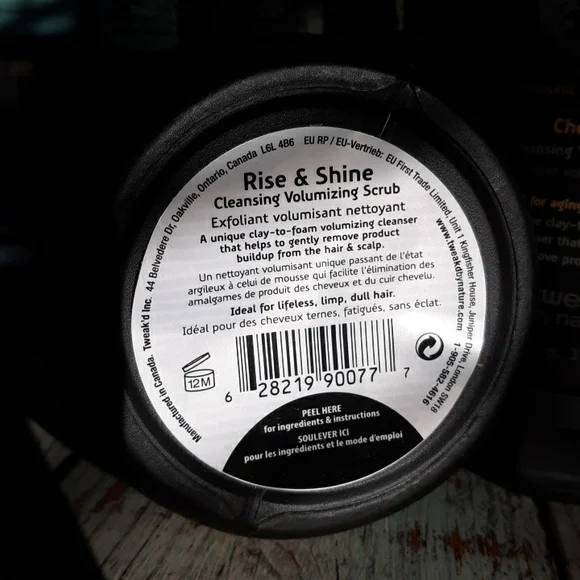 Manufactured in Canada. Tweak'd Inc. 44 Belvedere Dr, Oakville, Ontario, Canada L6L 4B6 EU RP / EU-Vertrieb: EU First Trade Limited, Unit 1 Kingfisher House, Juniper Drive, London SW18
www.tweakdbynature.com 1-905-582-4616
Rise & Shine
Cleansing Volumizing Scrub
Exfoliant volumisant nettoyant
A unique clay-to-foam volumizing cleanser
that helps to gently remove product
buildup from the hair & scalp.
Un nettoyant volumisant unique passant de l'état
argileux à celui de mousse qui facilite l'élimination des
amalgames de produit des cheveux et du cuir chevelu.
Ideal for lifeless, limp, dull hair.
Idéal pour des cheveux ternes, fatigués, sans éclat.
12M
6 28219 90077 7
PEEL HERE
for ingredients & instructions
SOULEVER ICI
pour les ingrédients et le mode d'emploi
for aging